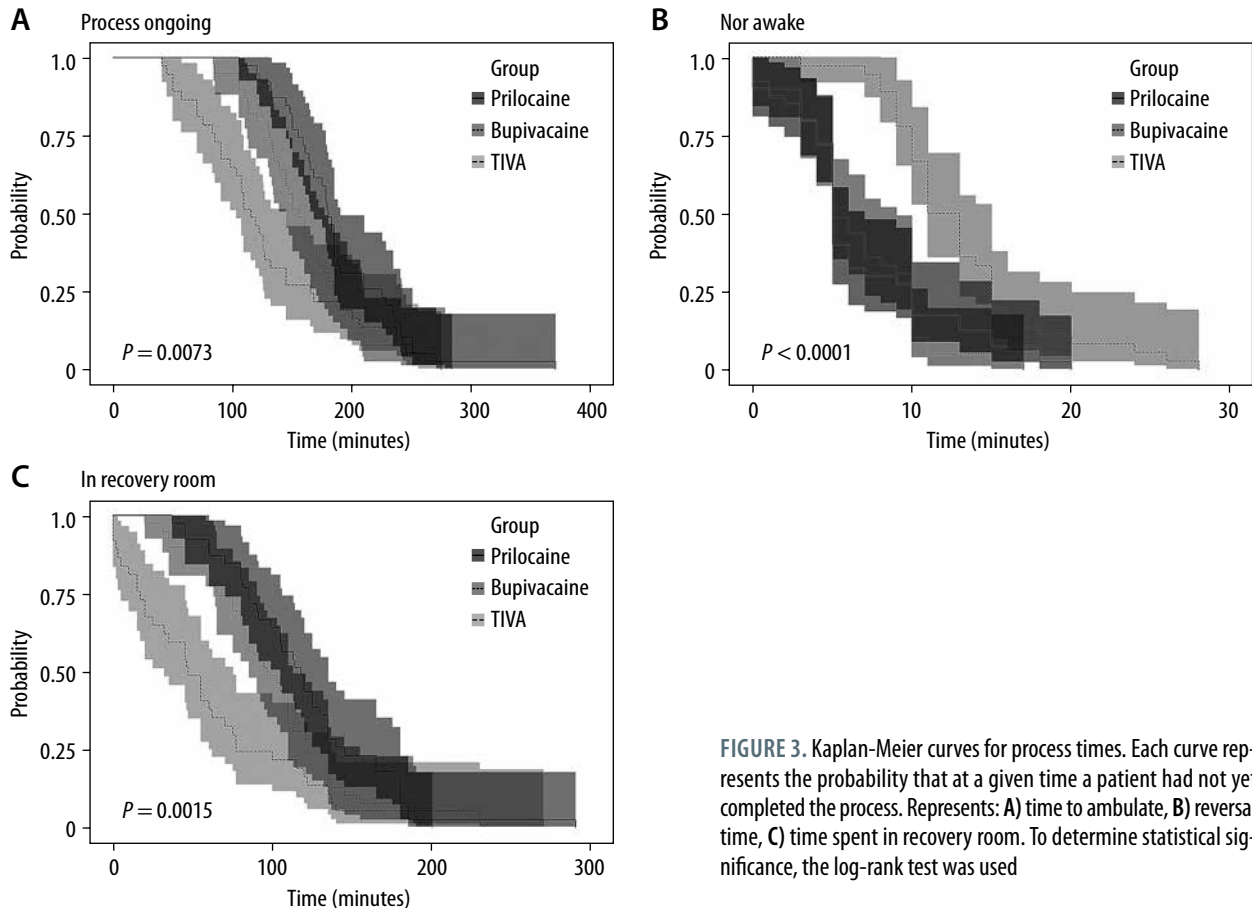 A Process ongoing
1.0
0.75
0.50
0.25
0
Probability
Group
Prilocaine
Bupivacaine
TIVA
P = 0.0073
0 100 200 300 400
Time (minutes)
B Nor awake
1.0
0.75
0.50
0.25
0
Probability
Group
Prilocaine
Bupivacaine
TIVA
P < 0.0001
0 10 20 30
Time (minutes)
C In recovery room
1.0
0.75
0.50
0.25
0
Probability
Group
Prilocaine
Bupivacaine
TIVA
P = 0.0015
0 100 200 300
Time (minutes)
FIGURE 3. Kaplan-Meier curves for process times. Each curve rep-
resents the probability that at a given time a patient had not yet
completed the process. Represents: A) time to ambulate, B) reversal
time, C) time spent in recovery room. To determine statistical sig-
nificance, the log-rank test was used